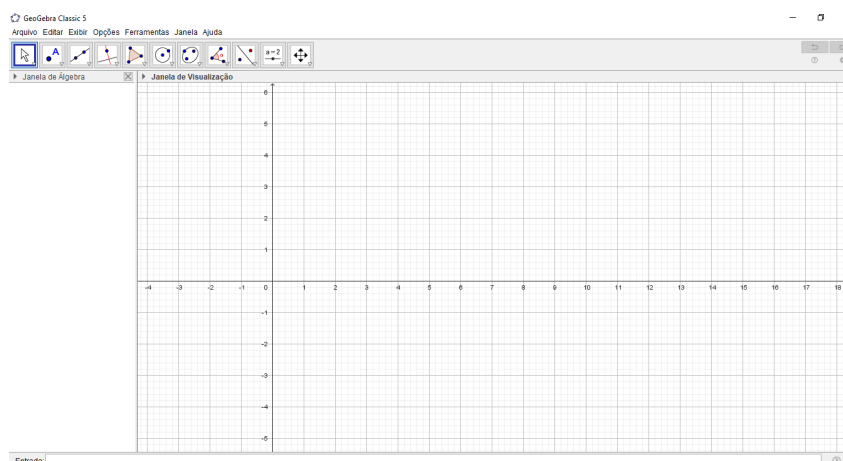 GeoGebra Classic 5
Arquivo Editar Exibir Opções Ferramentas Janela Ajuda
A
a=2
Janela de Álgebra
Janela de Visualização
6
5
4
3
2
1
-4 -3 -2 -1 0 1 2 3 4 5 6 7 8 9 10 11 12 13 14 15 16 17 18
-1
-2
-3
-4
-5
Entrada: